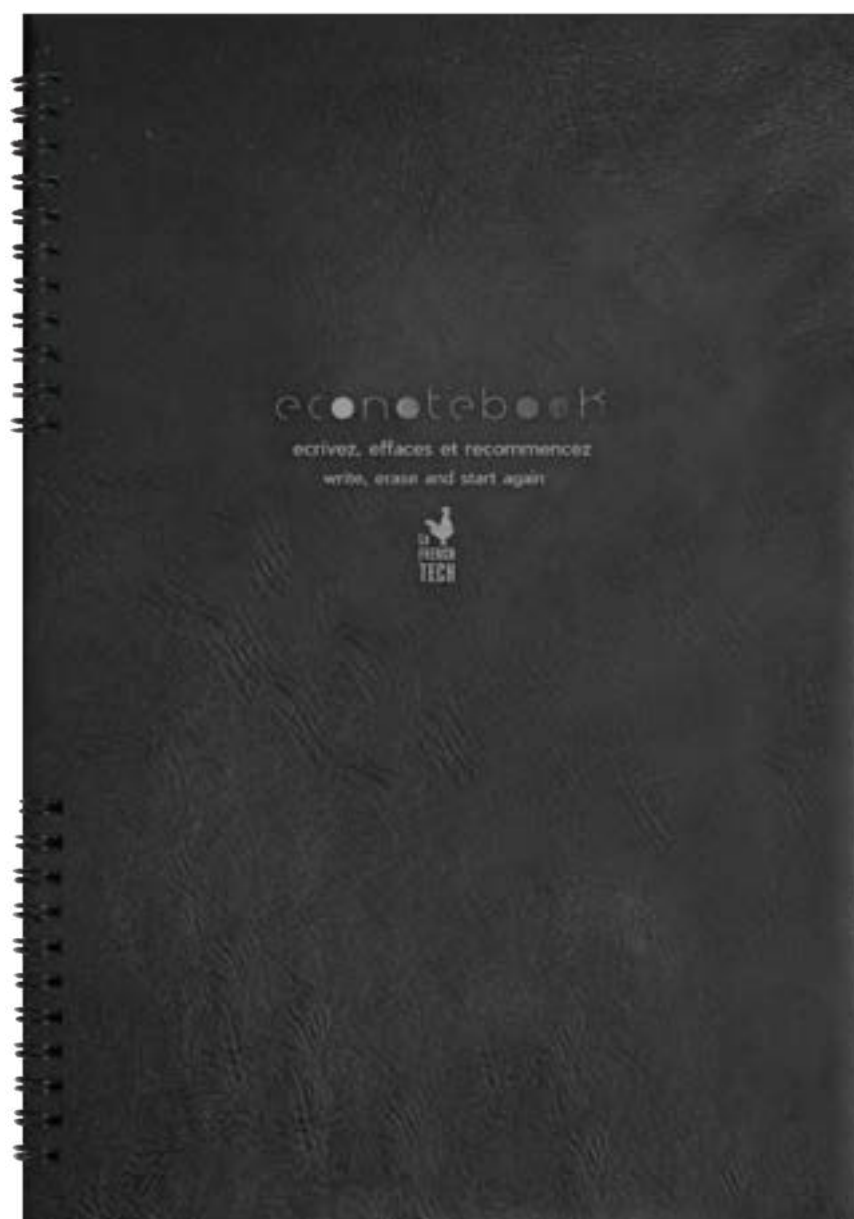 econotebook
ecrivez, effaces et recommencez
write, erase and start again
LA
FRENCH
TECH